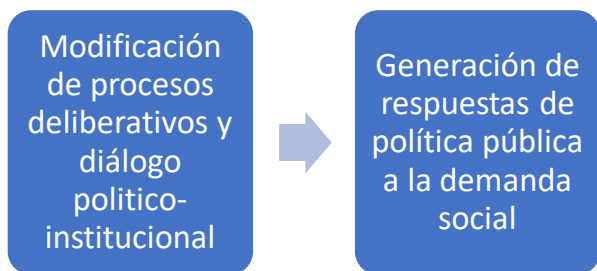 Modificación
de procesos
deliberativos y
diálogo
politico-
institucional
Generación de
respuestas de
política pública
a la demanda
social